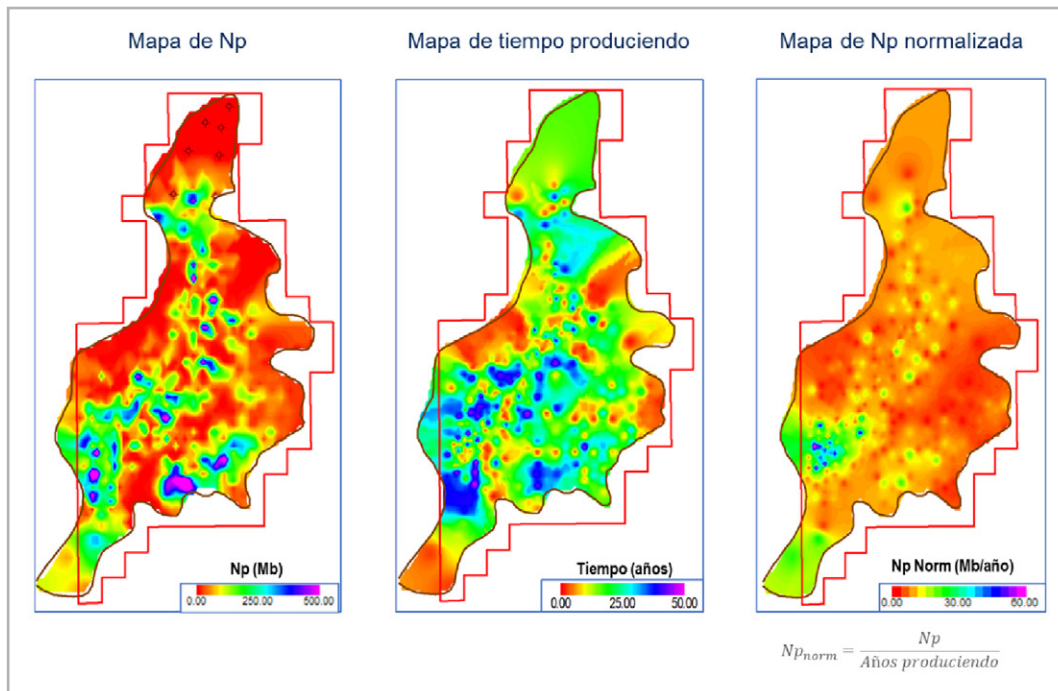 Mapa de Np
Mapa de tiempo produciendo
Mapa de Np normalizada
Np (Mb)
0.00 250.00 500.00
Tiempo (años)
0.00 25.00 50.00
Np Norm (Mb/año)
0.00 30.00 60.00
Np_norm = Np / Años produciendo